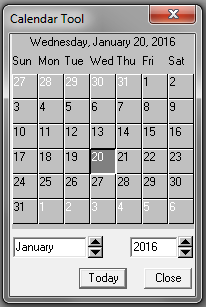 Calendar Tool
Wednesday, January 20, 2016
Sun Mon Tue Wed Thu Fri Sat
27 28 29 30 31 1 2
3 4 5 6 7 8 9
10 11 12 13 14 15 16
17 18 19 20 21 22 23
24 25 26 27 28 29 30
31 1 2 3 4 5 6
January 2016
Today Close